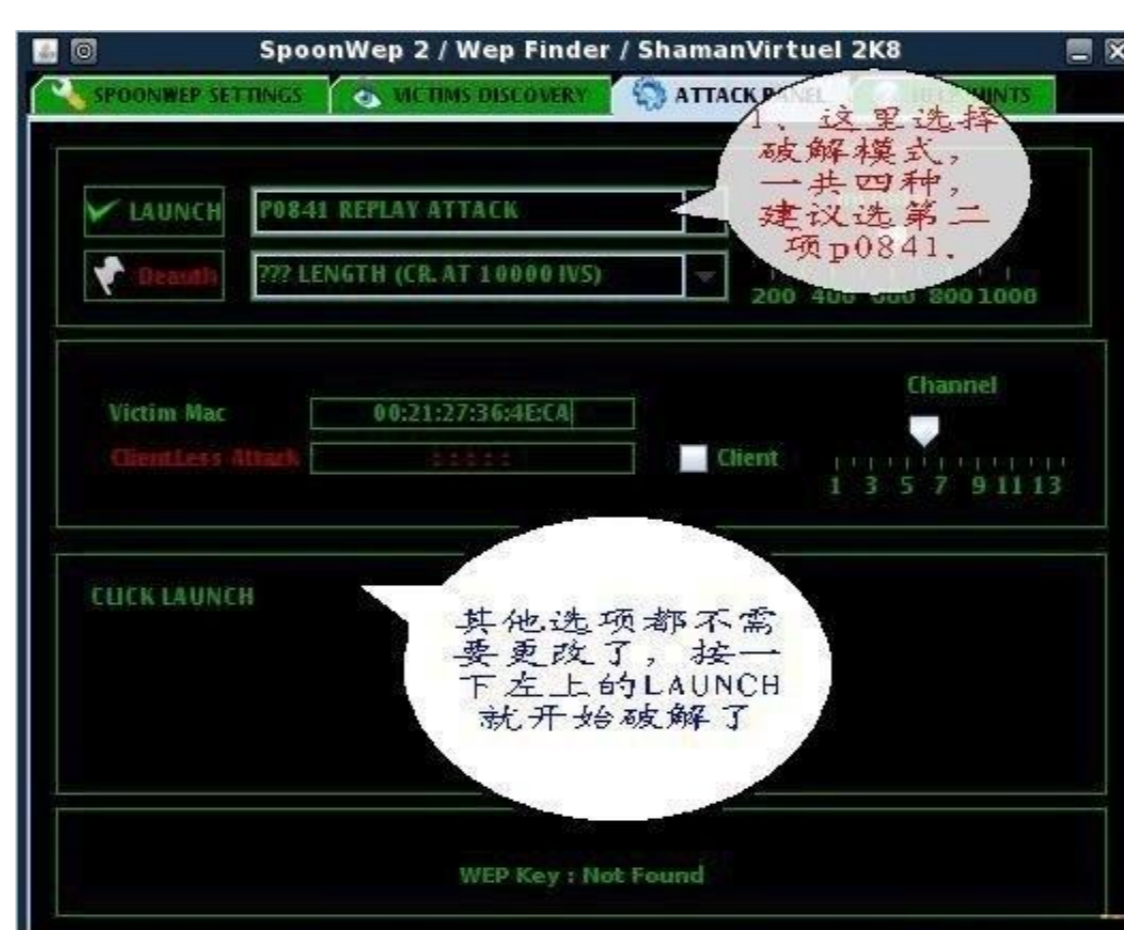 SpoonWep 2 / Wep Finder / ShamanVirtuel 2K8
SPOONWEP SETTINGS
VICTIMS DISCOVERY
ATTACK PANEL
HINTS
1、这里选择
破解模式,
一共四种,
建议选第二
项p0841.
LAUNCH
P0841 REPLAY ATTACK
Deauth
??? LENGTH (CR. AT 10000 IVS)
200 400 600 800 1000
Channel
Victim Mac
00:21:27:36:4E:CA
ClientLess Attack
: : : : :
Client
1 3 5 7 9 11 13
CLICK LAUNCH
其他选项都不需
要更改了, 按一
下左上的LAUNCH
就开始破解了
WEP Key : Not Found